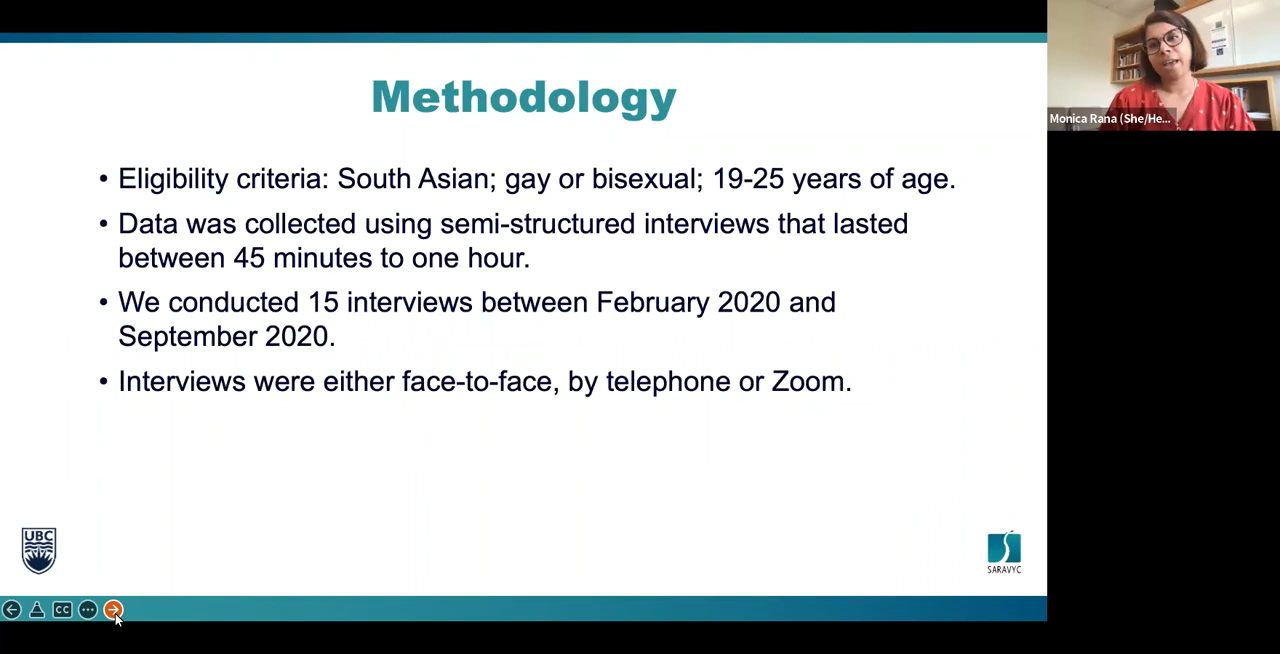 Methodology
• Eligibility criteria: South Asian; gay or bisexual; 19-25 years of age.
• Data was collected using semi-structured interviews that lasted
between 45 minutes to one hour.
• We conducted 15 interviews between February 2020 and
September 2020.
• Interviews were either face-to-face, by telephone or Zoom.
Monica Rana (She/He...
UBC
SARAVYC
CC